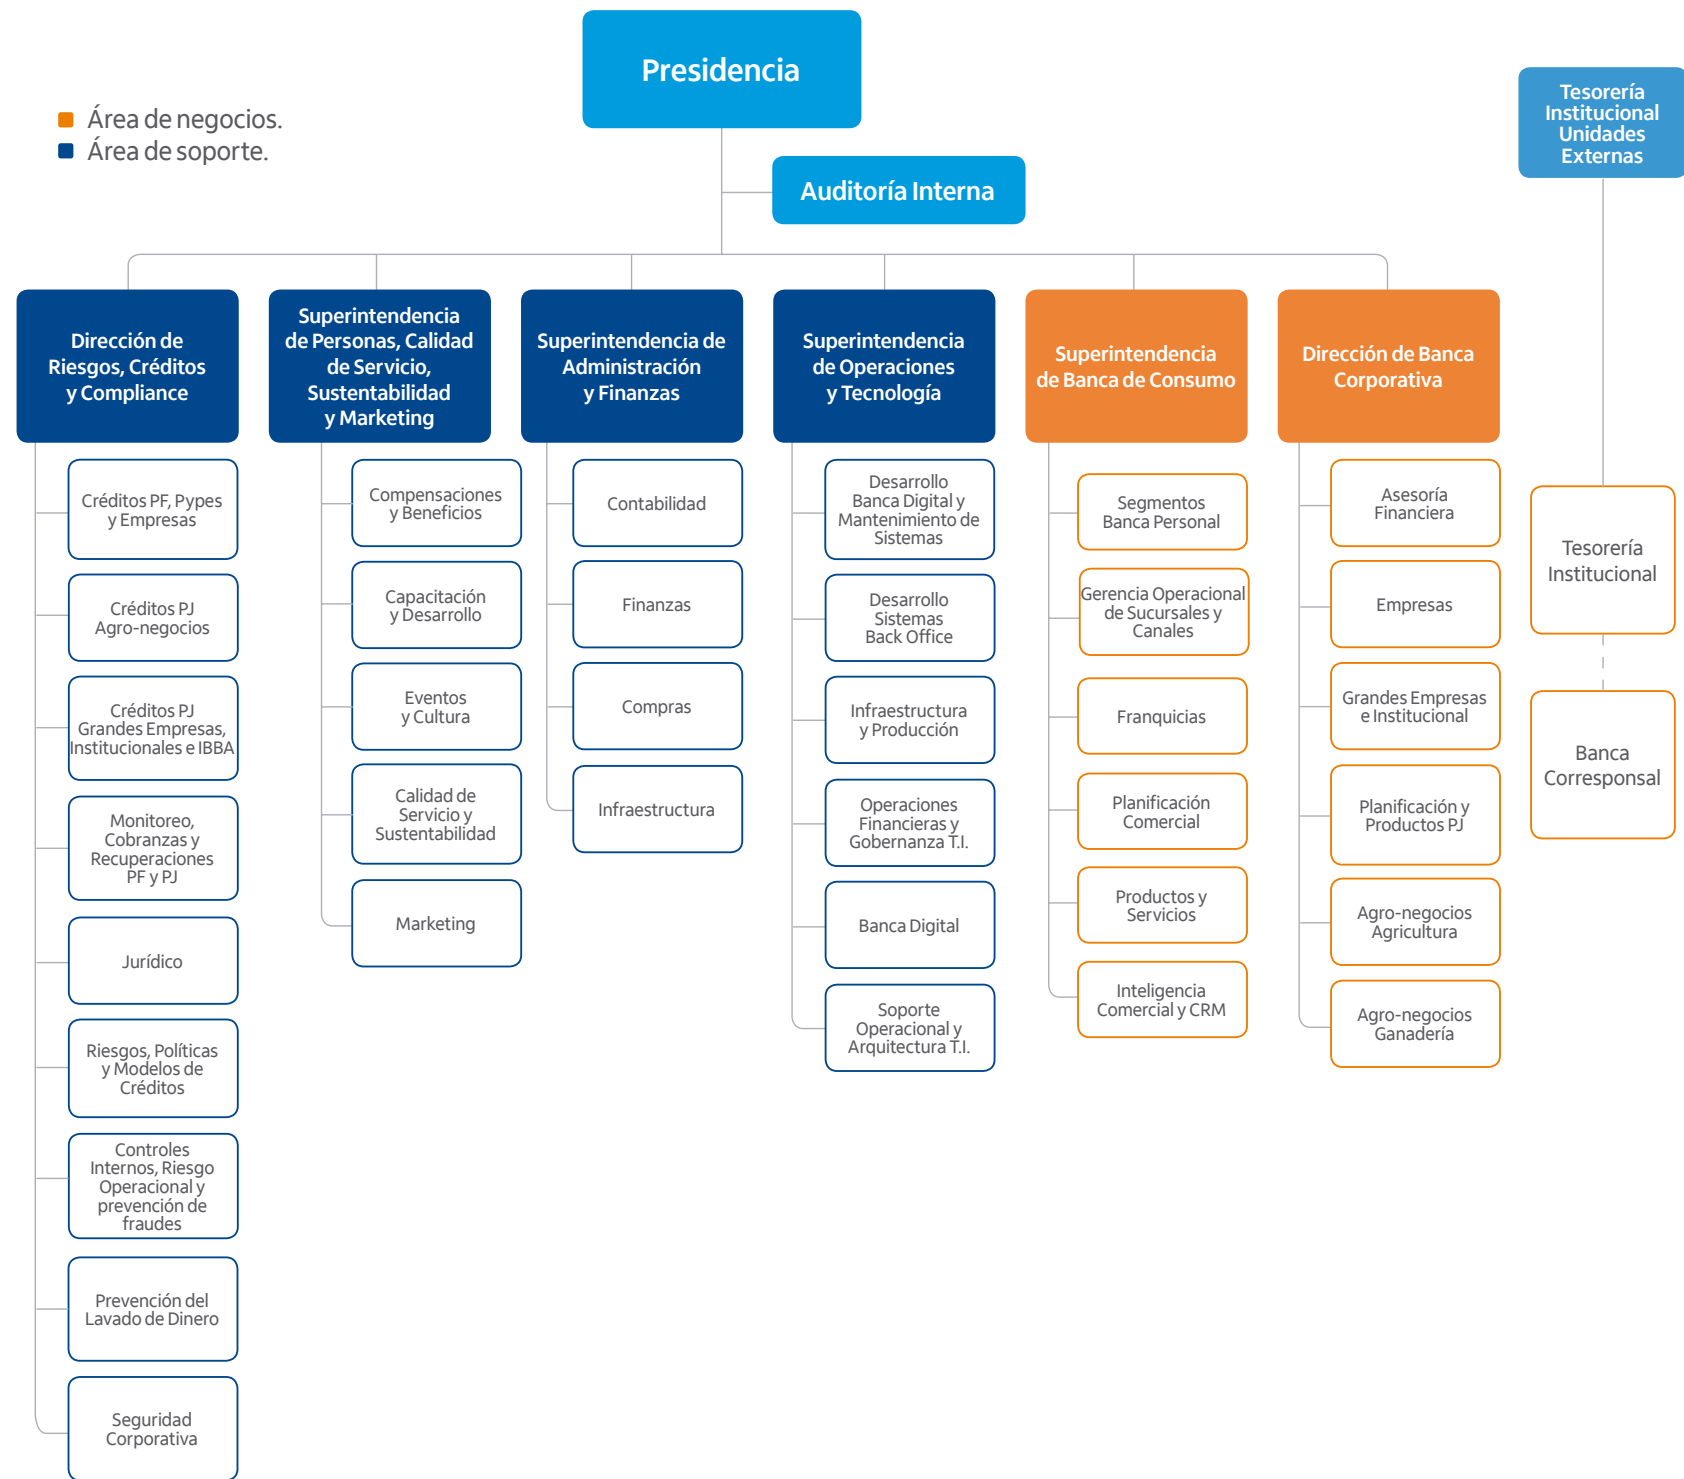 Presidencia
Área de negocios.
Área de soporte.
Auditoría Interna
Tesorería
Institucional
Unidades
Externas
Dirección de
Riesgos, Créditos
y Compliance
Superintendencia
de Personas, Calidad
de Servicio,
Sustentabilidad
y Marketing
Superintendencia de
Administración
y Finanzas
Superintendencia
de Operaciones
y Tecnología
Superintendencia
de Banca de Consumo
Dirección de Banca
Corporativa
Créditos PF, Pypes
y Empresas
Créditos PJ
Agro-negocios
Créditos PJ
Grandes Empresas,
Institucionales e IBBA
Monitoreo,
Cobranzas y
Recuperaciones
PF y PJ
Jurídico
Riesgos, Políticas
y Modelos de
Créditos
Controles
Internos, Riesgo
Operacional y
prevención de
fraudes
Prevención del
Lavado de Dinero
Seguridad
Corporativa
Compensaciones
y Beneficios
Capacitación
y Desarrollo
Eventos
y Cultura
Calidad de
Servicio y
Sustentabilidad
Marketing
Contabilidad
Finanzas
Compras
Infraestructura
Desarrollo
Banca Digital y
Mantenimiento de
Sistemas
Desarrollo
Sistemas
Back Office
Infraestructura
y Producción
Operaciones
Financieras y
Gobernanza T.I.
Banca Digital
Soporte
Operacional y
Arquitectura T.I.
Segmentos
Banca Personal
Gerencia Operacional
de Sucursales y
Canales
Franquicias
Planificación
Comercial
Productos y
Servicios
Inteligencia
Comercial y CRM
Asesoría
Financiera
Empresas
Grandes Empresas
e Institucional
Planificación y
Productos PJ
Agro-negocios
Agricultura
Agro-negocios
Ganadería
Tesorería
Institucional
Banca
Corresponsal